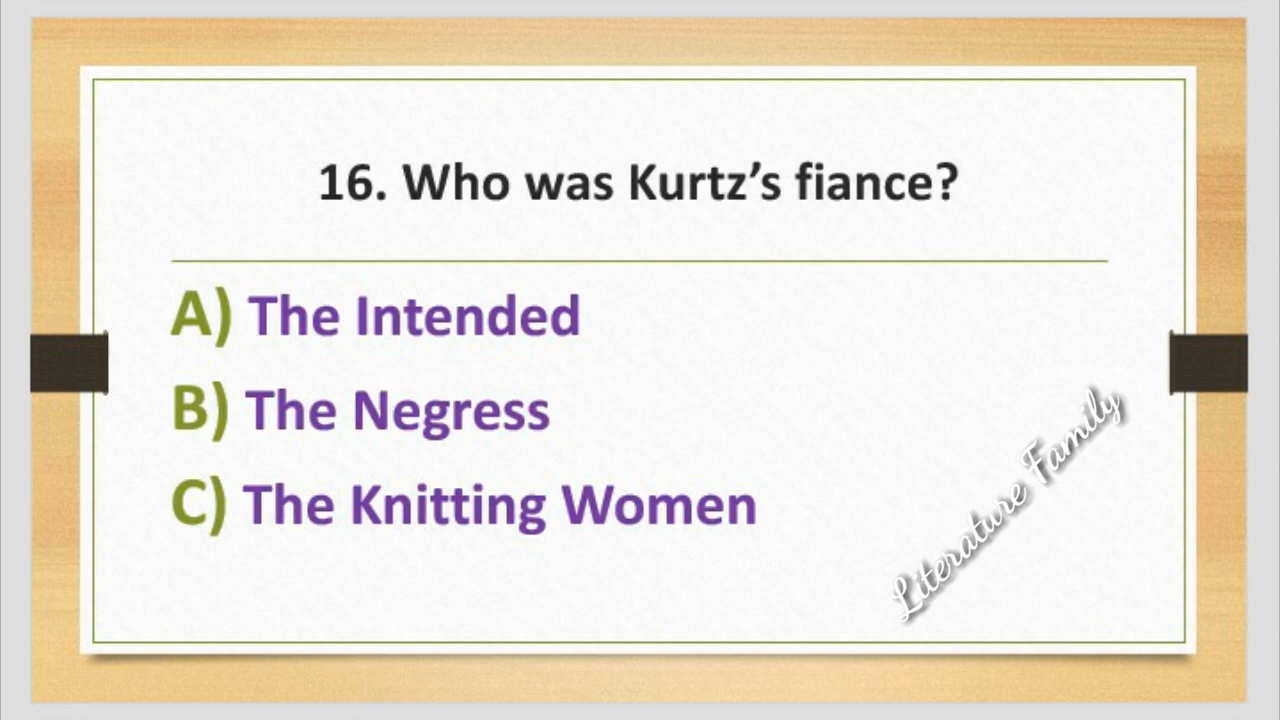 16. Who was Kurtz’s fiance?
A) The Intended
B) The Negress
C) The Knitting Women
Literature Family